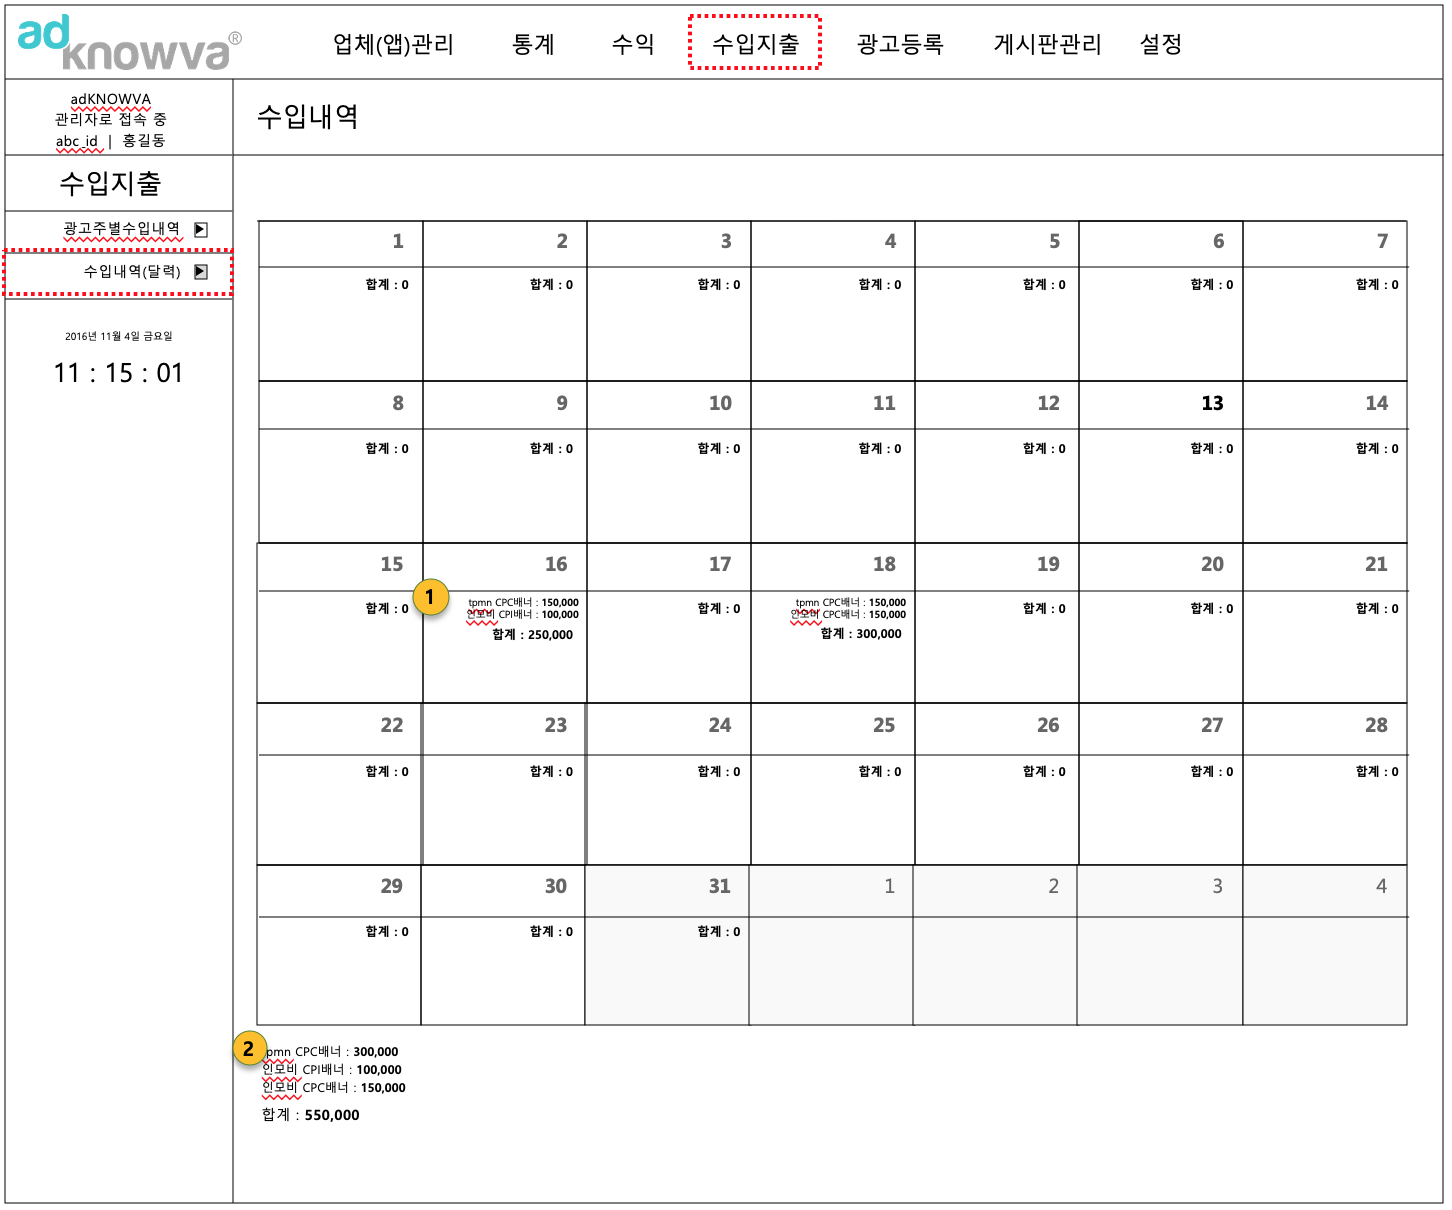 adknowva®
업체(앱)관리 통계 수익 수입지출 광고등록 게시판관리 설정
adKNOWVA
관리자로 접속 중
abc_id | 홍길동
수입내역
수입지출
광고주별수입내역
수입내역(달력)
2016년 11월 4일 금요일
11 : 15 : 01
1 2 3 4 5 6 7
합계 : 0 합계 : 0 합계 : 0 합계 : 0 합계 : 0 합계 : 0 합계 : 0
8 9 10 11 12 13 14
합계 : 0 합계 : 0 합계 : 0 합계 : 0 합계 : 0 합계 : 0 합계 : 0
15 16 17 18 19 20 21
합계 : 0
1
tpmn CPC배너 : 150,000
인모비 CPI배너 : 100,000
합계 : 250,000
합계 : 0
tpmn CPC배너 : 150,000
인모비 CPC배너 : 150,000
합계 : 300,000
합계 : 0 합계 : 0 합계 : 0
22 23 24 25 26 27 28
합계 : 0 합계 : 0 합계 : 0 합계 : 0 합계 : 0 합계 : 0 합계 : 0
29 30 31 1 2 3 4
합계 : 0 합계 : 0 합계 : 0
2
tpmn CPC배너 : 300,000
인모비 CPI배너 : 100,000
인모비 CPC배너 : 150,000
합계 : 550,000